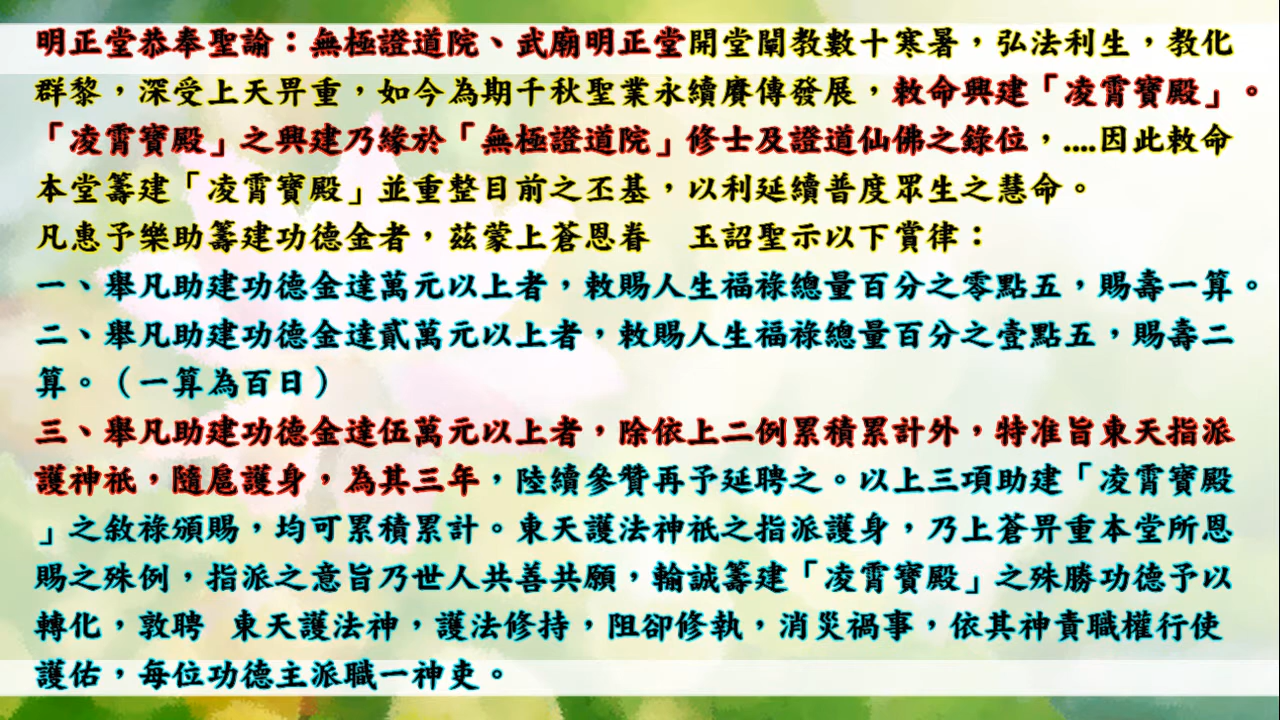 明正堂恭奉聖諭：無極證道院、武廟明正堂開堂闡教數十寒暑，弘法利生，教化
群黎，深受上天畀重，如今為期千秋聖業永續賡傳發展，敕命興建「凌霄寶殿」。
「凌霄寶殿」之興建乃緣於「無極證道院」修士及證道仙佛之錄位，....因此敕命
本堂籌建「凌霄寶殿」並重整目前之丕基，以利延續普度眾生之慧命。
凡惠予樂助籌建功德金者，茲蒙上蒼恩眷　玉詔聖示以下賞律：
一、舉凡助建功德金達萬元以上者，敕賜人生福祿總量百分之零點五，賜壽一算。
二、舉凡助建功德金達貳萬元以上者，敕賜人生福祿總量百分之壹點五，賜壽二
算。（一算為百日）
三、舉凡助建功德金達伍萬元以上者，除依上二例累積累計外，特准旨東天指派
護神祇，隨扈護身，為其三年，陸續參贊再予延聘之。以上三項助建「凌霄寶殿
」之敘祿頒賜，均可累積累計。東天護法神祇之指派護身，乃上蒼畀重本堂所恩
賜之殊例，指派之意旨乃世人共善共願，輸誠籌建「凌霄寶殿」之殊勝功德予以
轉化，敦聘　東天護法神，護法修持，阻卻修執，消災禍事，依其神責職權行使
護佑，每位功德主派職一神吏。